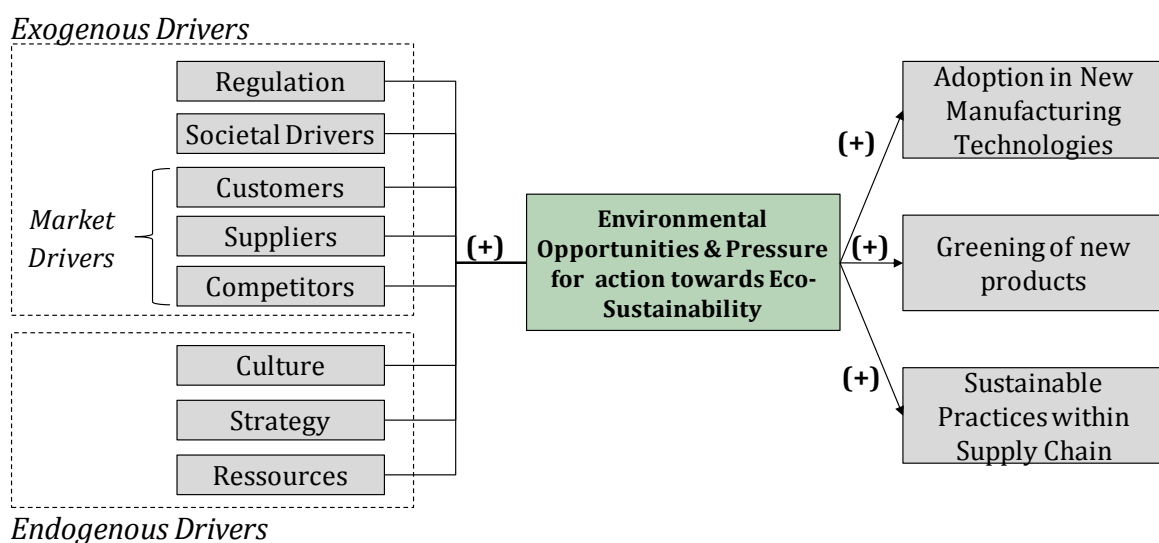 Exogenous Drivers
Regulation
Societal Drivers
Market
Drivers
Customers
Suppliers
Competitors
Culture
Strategy
Ressources
Endogenous Drivers
(+)
Environmental
Opportunities & Pressure
for action towards Eco-
Sustainability
(+)
(+)
(+)
Adoption in New
Manufacturing
Technologies
Greening of new
products
Sustainable
Practices within
Supply Chain